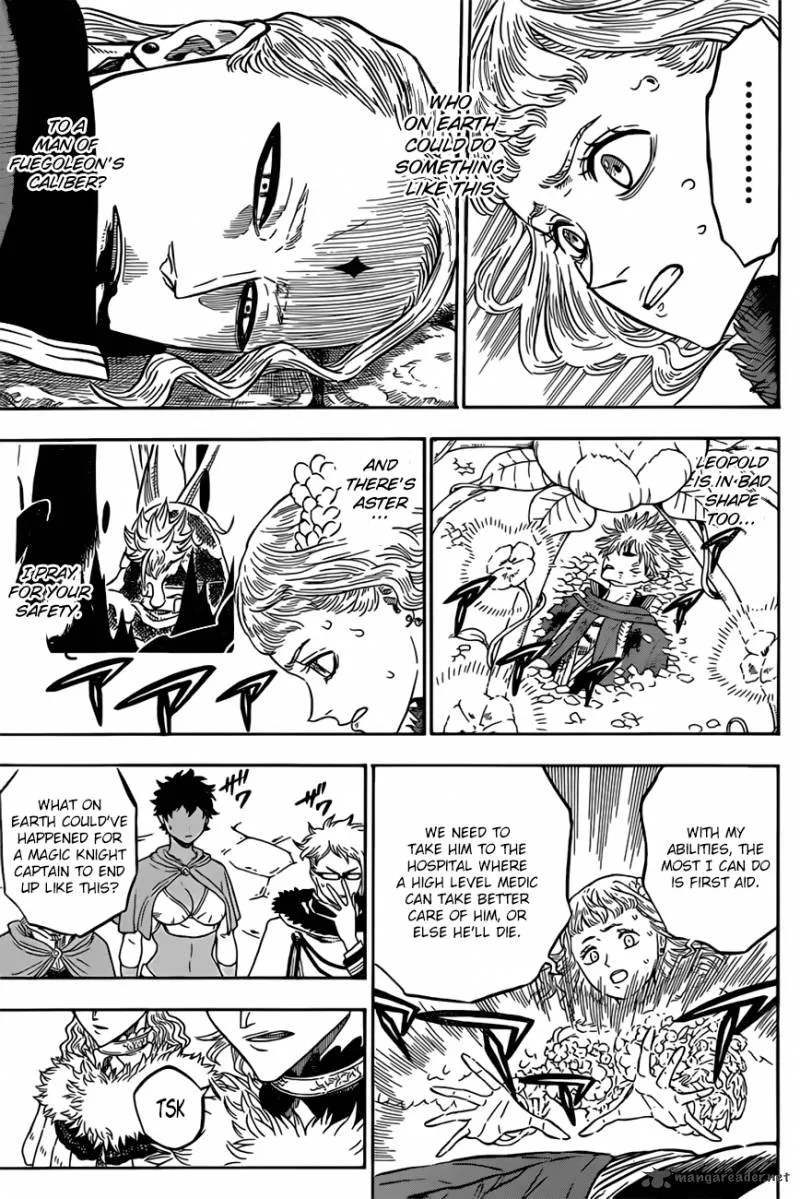 ..........
WHO
ON EARTH
COULD DO
SOMETHING
LIKE THIS
TO A
MAN OF
FUEGOLEON'S
CALIBER?
LEOPOLD
IS IN BAD
SHAPE
TOO...
AND
THERE'S
ASTER
...
I PRAY
FOR YOUR
SAFETY.
WITH MY
ABILITIES, THE
MOST I CAN DO
IS FIRST AID.
WE NEED TO
TAKE HIM TO THE
HOSPITAL WHERE
A HIGH LEVEL MEDIC
CAN TAKE BETTER
CARE OF HIM, OR
ELSE HE'LL DIE.
WHAT ON
EARTH COULD'VE
HAPPENED FOR
A MAGIC KNIGHT
CAPTAIN TO END
UP LIKE THIS?
TSK
mangareader.net